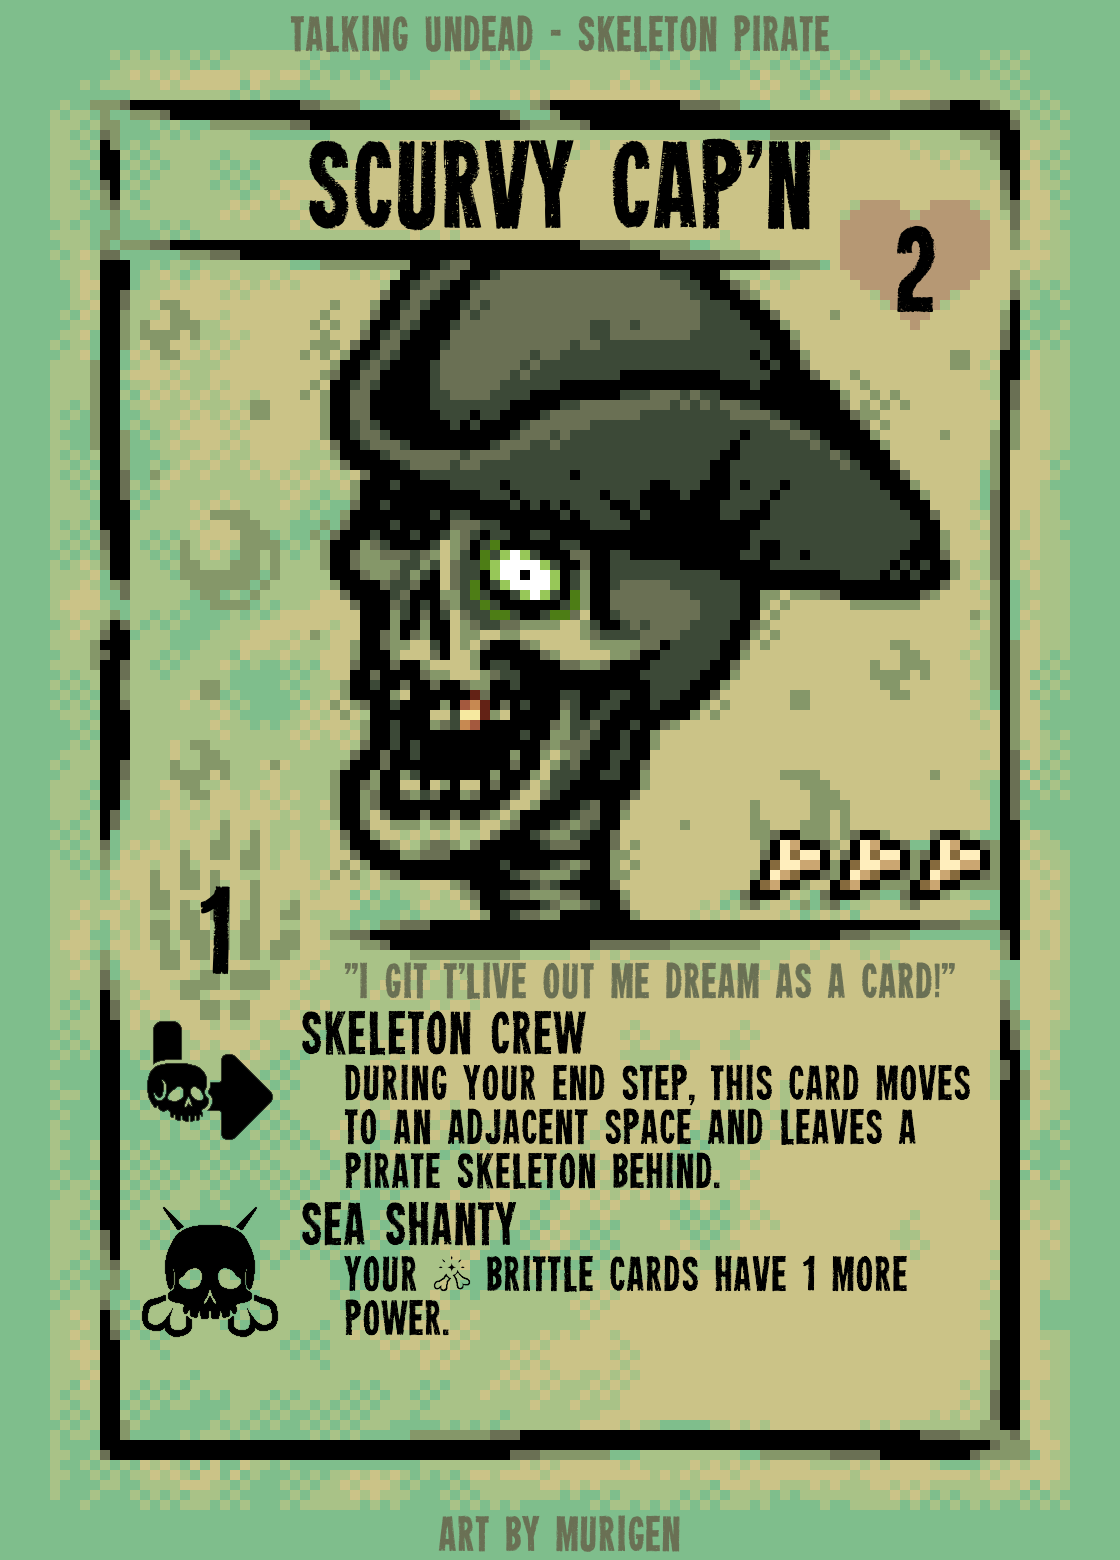 TALKING UNDEAD - SKELETON PIRATE
SCURVY CAP'N
2
1
"I GIT T'LIVE OUT ME DREAM AS A CARD!"
SKELETON CREW
DURING YOUR END STEP, THIS CARD MOVES
TO AN ADJACENT SPACE AND LEAVES A
PIRATE SKELETON BEHIND.
SEA SHANTY
YOUR BRITTLE CARDS HAVE 1 MORE
POWER.
ART BY MURIGEN